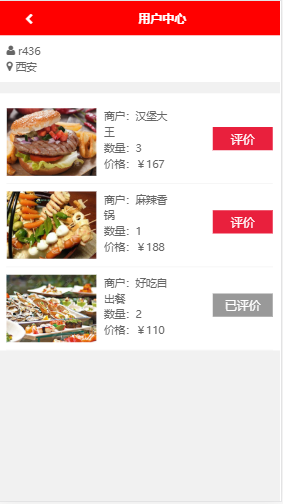 用户中心
r436
西安
商户：汉堡大
王
数量：3
价格：￥167
评价
商户：麻辣香
锅
数量：1
价格：￥188
评价
商户：好吃自
出餐
数量：2
价格：￥110
已评价